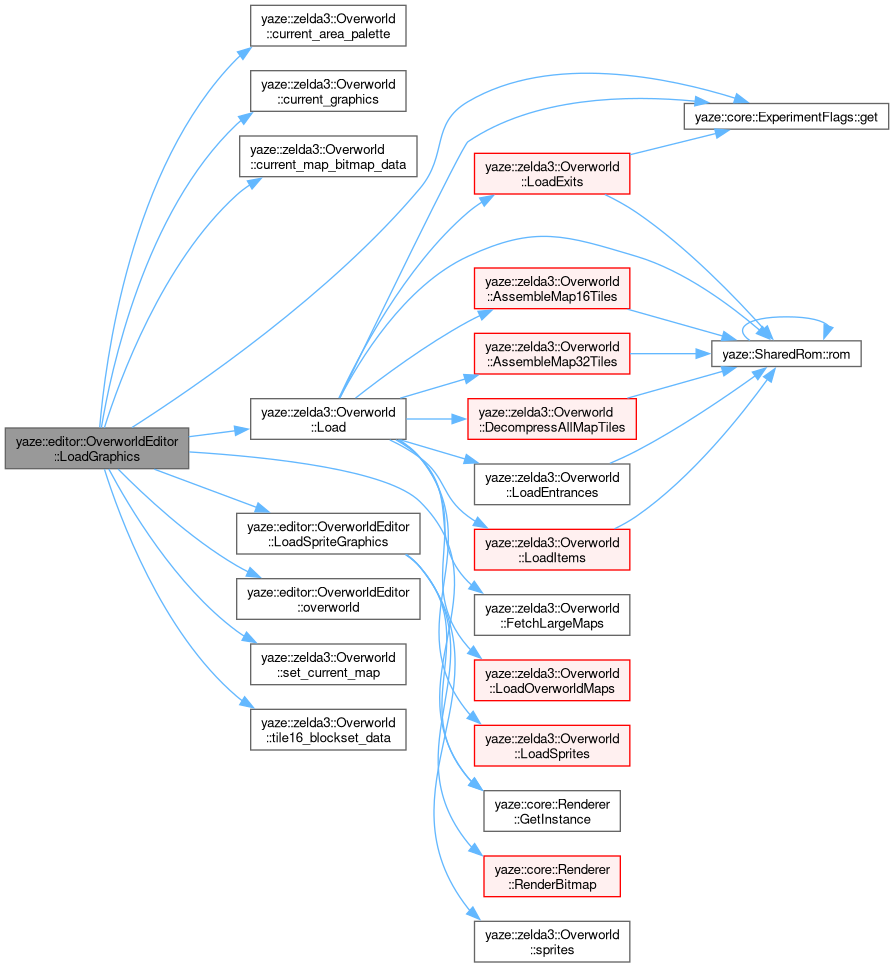 yaze::editor::OverworldEditor
::LoadGraphics
yaze::zelda3::Overworld
::current_area_palette
yaze::zelda3::Overworld
::current_graphics
yaze::zelda3::Overworld
::current_map_bitmap_data
yaze::zelda3::Overworld
::Load
yaze::editor::OverworldEditor
::LoadSpriteGraphics
yaze::editor::OverworldEditor
::overworld
yaze::zelda3::Overworld
::set_current_map
yaze::zelda3::Overworld
::tile16_blockset_data
yaze::zelda3::Overworld
::LoadExits
yaze::zelda3::Overworld
::AssembleMap16Tiles
yaze::zelda3::Overworld
::AssembleMap32Tiles
yaze::zelda3::Overworld
::DecompressAllMapTiles
yaze::zelda3::Overworld
::LoadEntrances
yaze::zelda3::Overworld
::LoadItems
yaze::zelda3::Overworld
::FetchLargeMaps
yaze::zelda3::Overworld
::LoadOverworldMaps
yaze::zelda3::Overworld
::LoadSprites
yaze::core::Renderer
::GetInstance
yaze::core::Renderer
::RenderBitmap
yaze::zelda3::Overworld
::sprites
yaze::core::ExperimentFlags::get
yaze::SharedRom::rom